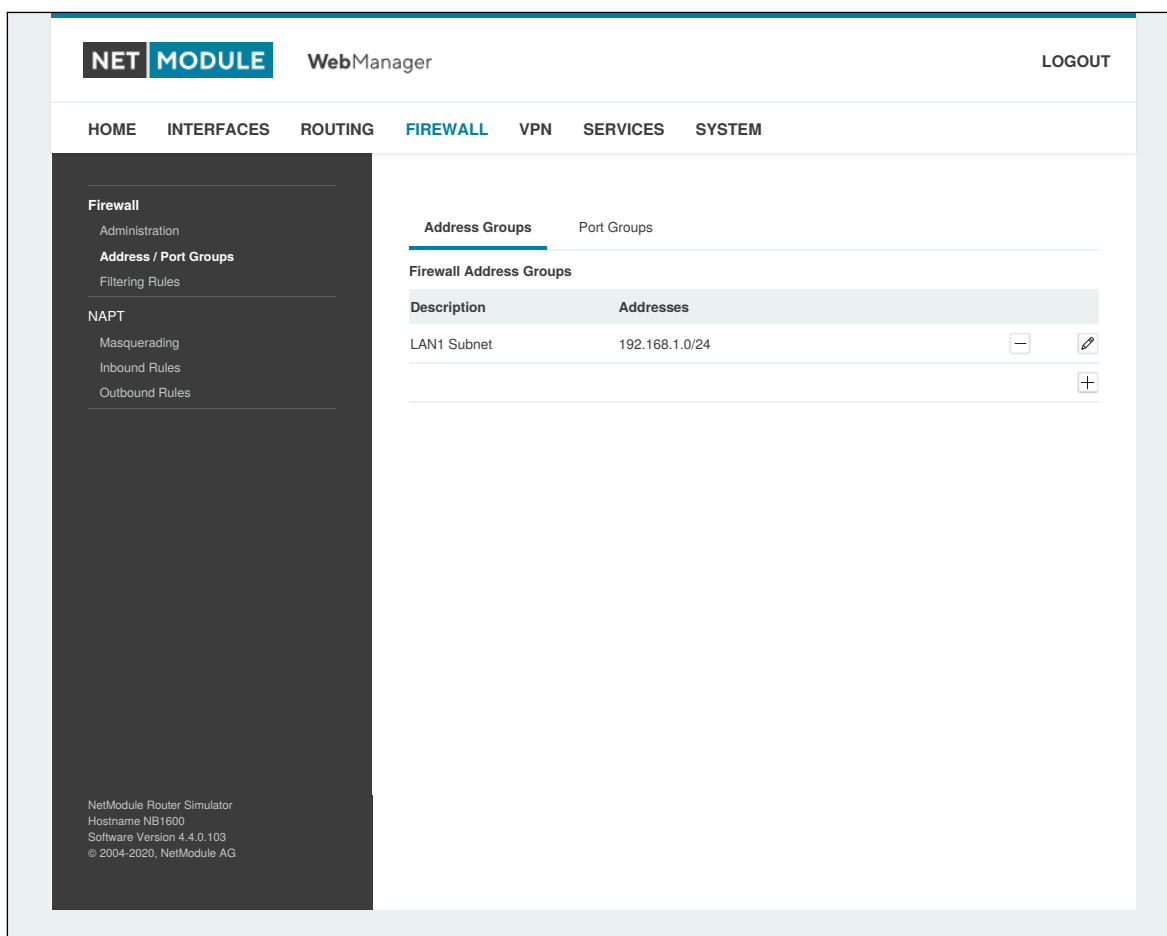 NET MODULE WebManager LOGOUT
HOME INTERFACES ROUTING FIREWALL VPN SERVICES SYSTEM
Firewall
Administration
Address / Port Groups
Filtering Rules
NAPT
Masquerading
Inbound Rules
Outbound Rules
NetModule Router Simulator
Hostname NB1600
Software Version 4.4.0.103
© 2004-2020, NetModule AG
Address Groups Port Groups
Firewall Address Groups
Description Addresses
LAN1 Subnet 192.168.1.0/24